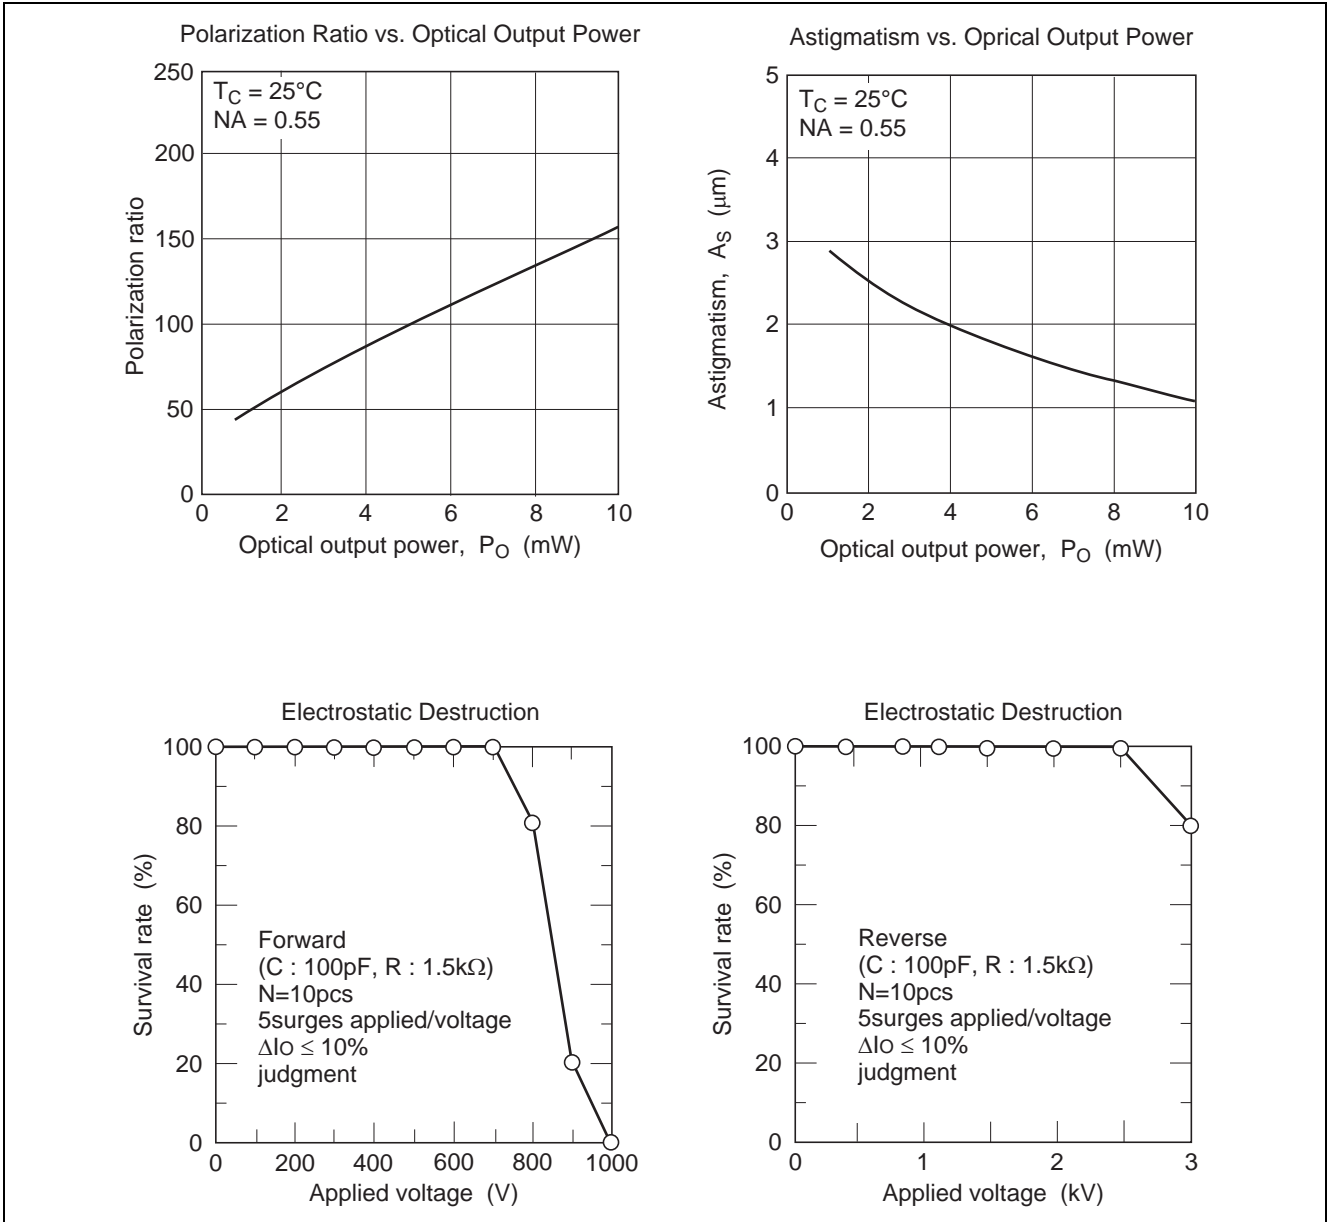 Polarization Ratio vs. Optical Output Power
250
200
150
100
50
0
Polarization ratio
T_C = 25°C
NA = 0.55
0 2 4 6 8 10
Optical output power, P_O (mW)
Astigmatism vs. Oprical Output Power
5
4
3
2
1
0
Astigmatism, A_S (μm)
T_C = 25°C
NA = 0.55
0 2 4 6 8 10
Optical output power, P_O (mW)
Electrostatic Destruction
100
80
60
40
20
0
Survival rate (%)
Forward
(C : 100pF, R : 1.5kΩ)
N=10pcs
5surges applied/voltage
ΔIO ≤ 10%
judgment
0 200 400 600 800 1000
Applied voltage (V)
Electrostatic Destruction
100
80
60
40
20
0
Survival rate (%)
Reverse
(C : 100pF, R : 1.5kΩ)
N=10pcs
5surges applied/voltage
ΔIO ≤ 10%
judgment
0 1 2 3
Applied voltage (kV)